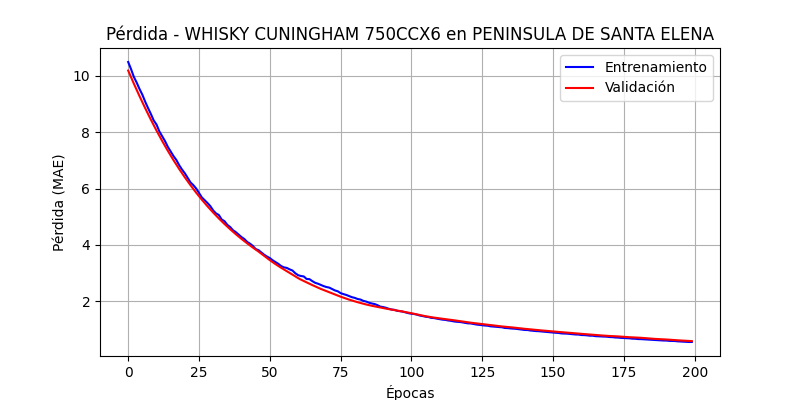 Pérdida - WHISKY CUNINGHAM 750CCX6 en PENINSULA DE SANTA ELENA
Entrenamiento
Validación
Pérdida (MAE)
10
8
6
4
2
0 25 50 75 100 125 150 175 200
Épocas